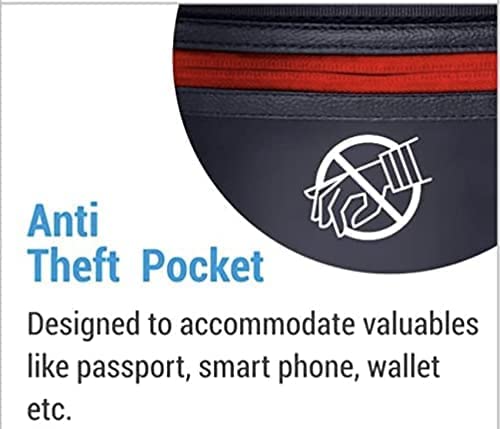 Anti
Theft Pocket
Designed to accommodate valuables
like passport, smart phone, wallet
etc.